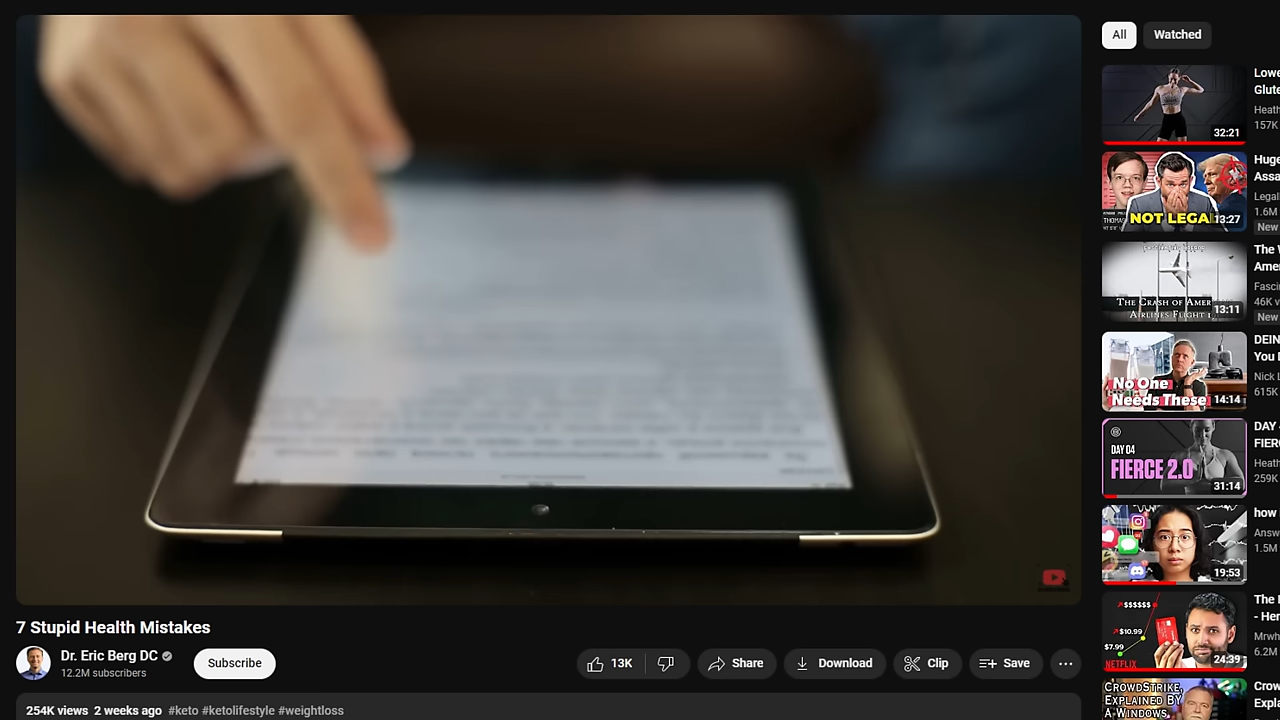 7 Stupid Health Mistakes
Dr. Eric Berg DC
12.2M subscribers
Subscribe
13K
Share
Download
Clip
Save
254K views 2 weeks ago #keto #ketolifestyle #weightloss
All
Watched
32:21
Lowe
Glute
Heath
157K
NOT LEGAL
13:27
Huge
Assa
Legal
1.6M
New
The Crash of Amer
Airlines Flight 1
13:11
The W
Amer
Fascin
46K v
New
No One
Needs These
14:14
DEIN
You
Nick L
615K
DAY 04
FIERCE 2.0
31:14
DAY
FIER
Heath
259K
19:53
how
Answ
1.5M
$$$$$$
$10.99
$7.99
NETFLIX
24:39
The
- Her
Mrwh
6.2M
CROWDSTRIKE,
EXPLAINED BY
A WINDOWS
Crow
Expla